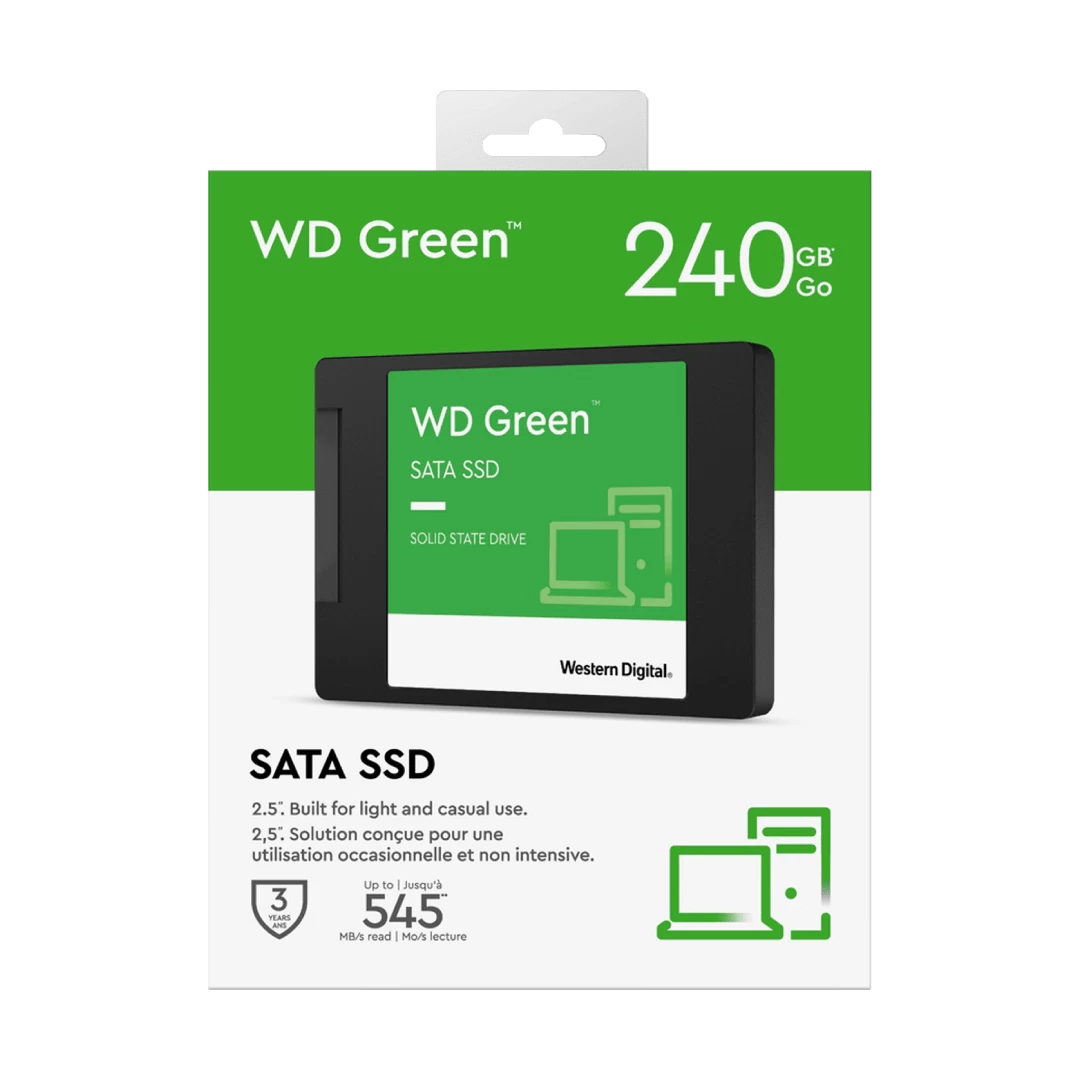 WD Green™
240 GB*
Go
WD Green™
SATA SSD
SOLID STATE DRIVE
Western Digital®
SATA SSD
2.5". Built for light and casual use.
2,5". Solution conçue pour une
utilisation occasionnelle et non intensive.
3
YEARS
ANS
Up to | Jusqu'à
545**
MB/s read | Mo/s lecture